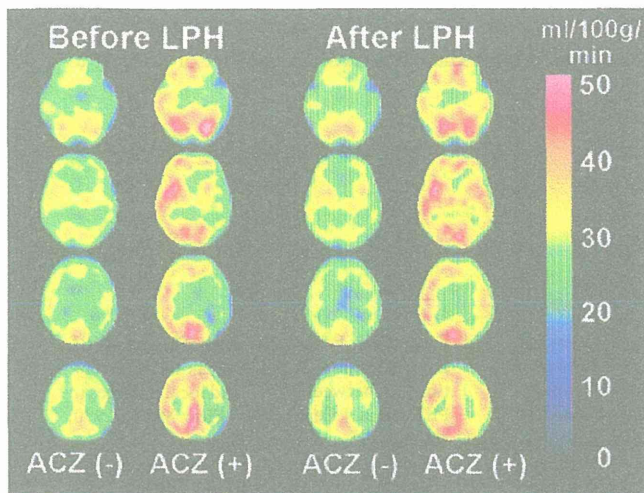 Before LPH
After LPH
ml/100g/
min
50
40
30
20
10
0
ACZ (-)
ACZ (+)
ACZ (-)
ACZ (+)